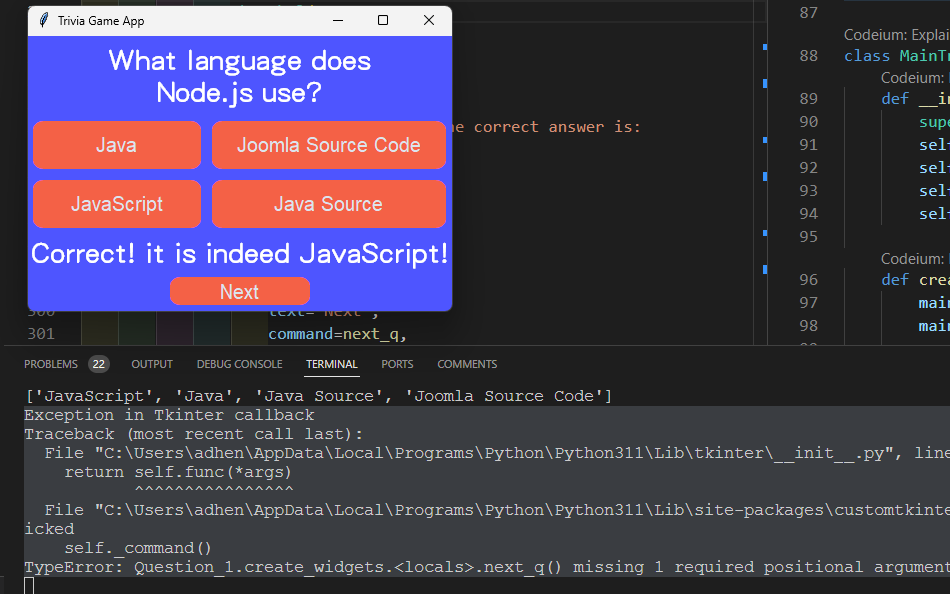 Trivia Game App
What language does
Node.js use?
Java
Joomla Source Code
JavaScript
Java Source
Correct! it is indeed JavaScript!
Next
he correct answer is:
text="Next",
301
command=next_q,
87
Codeium: Explai
88 class MainT
Codeium:
89 def __i
90 supe
91 sel
92 sel
93 sel
94 sel
95
Codeium:
96 def crea
97 mai
98 mai
PROBLEMS 22 OUTPUT DEBUG CONSOLE TERMINAL PORTS COMMENTS
['JavaScript', 'Java', 'Java Source', 'Joomla Source Code']
Exception in Tkinter callback
Traceback (most recent call last):
File "C:\Users\adhen\AppData\Local\Programs\Python\Python311\Lib\tkinter\__init__.py", line
return self.func(*args)
^^^^^^^^^^^^^^^^
File "C:\Users\adhen\AppData\Local\Programs\Python\Python311\Lib\site-packages\customtkinte
icked
self._command()
TypeError: Question_1.create_widgets.<locals>.next_q() missing 1 required positional argument